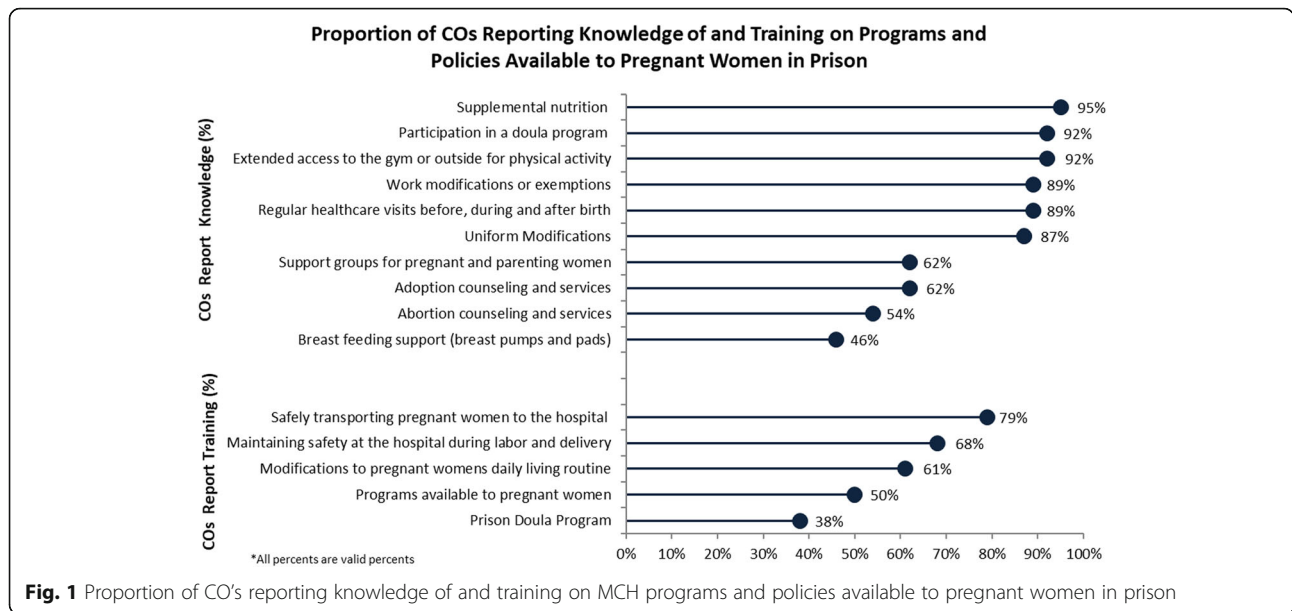 Proportion of COs Reporting Knowledge of and Training on Programs and
Policies Available to Pregnant Women in Prison
COs Report Knowledge (%)
Supplemental nutrition 95%
Participation in a doula program 92%
Extended access to the gym or outside for physical activity 92%
Work modifications or exemptions 89%
Regular healthcare visits before, during and after birth 89%
Uniform Modifications 87%
Support groups for pregnant and parenting women 62%
Adoption counseling and services 62%
Abortion counseling and services 54%
Breast feeding support (breast pumps and pads) 46%
COs Report Training (%)
Safely transporting pregnant women to the hospital 79%
Maintaining safety at the hospital during labor and delivery 68%
Modifications to pregnant womens daily living routine 61%
Programs available to pregnant women 50%
Prison Doula Program 38%
0% 10% 20% 30% 40% 50% 60% 70% 80% 90% 100%
*All percents are valid percents
Fig. 1 Proportion of CO's reporting knowledge of and training on MCH programs and policies available to pregnant women in prison